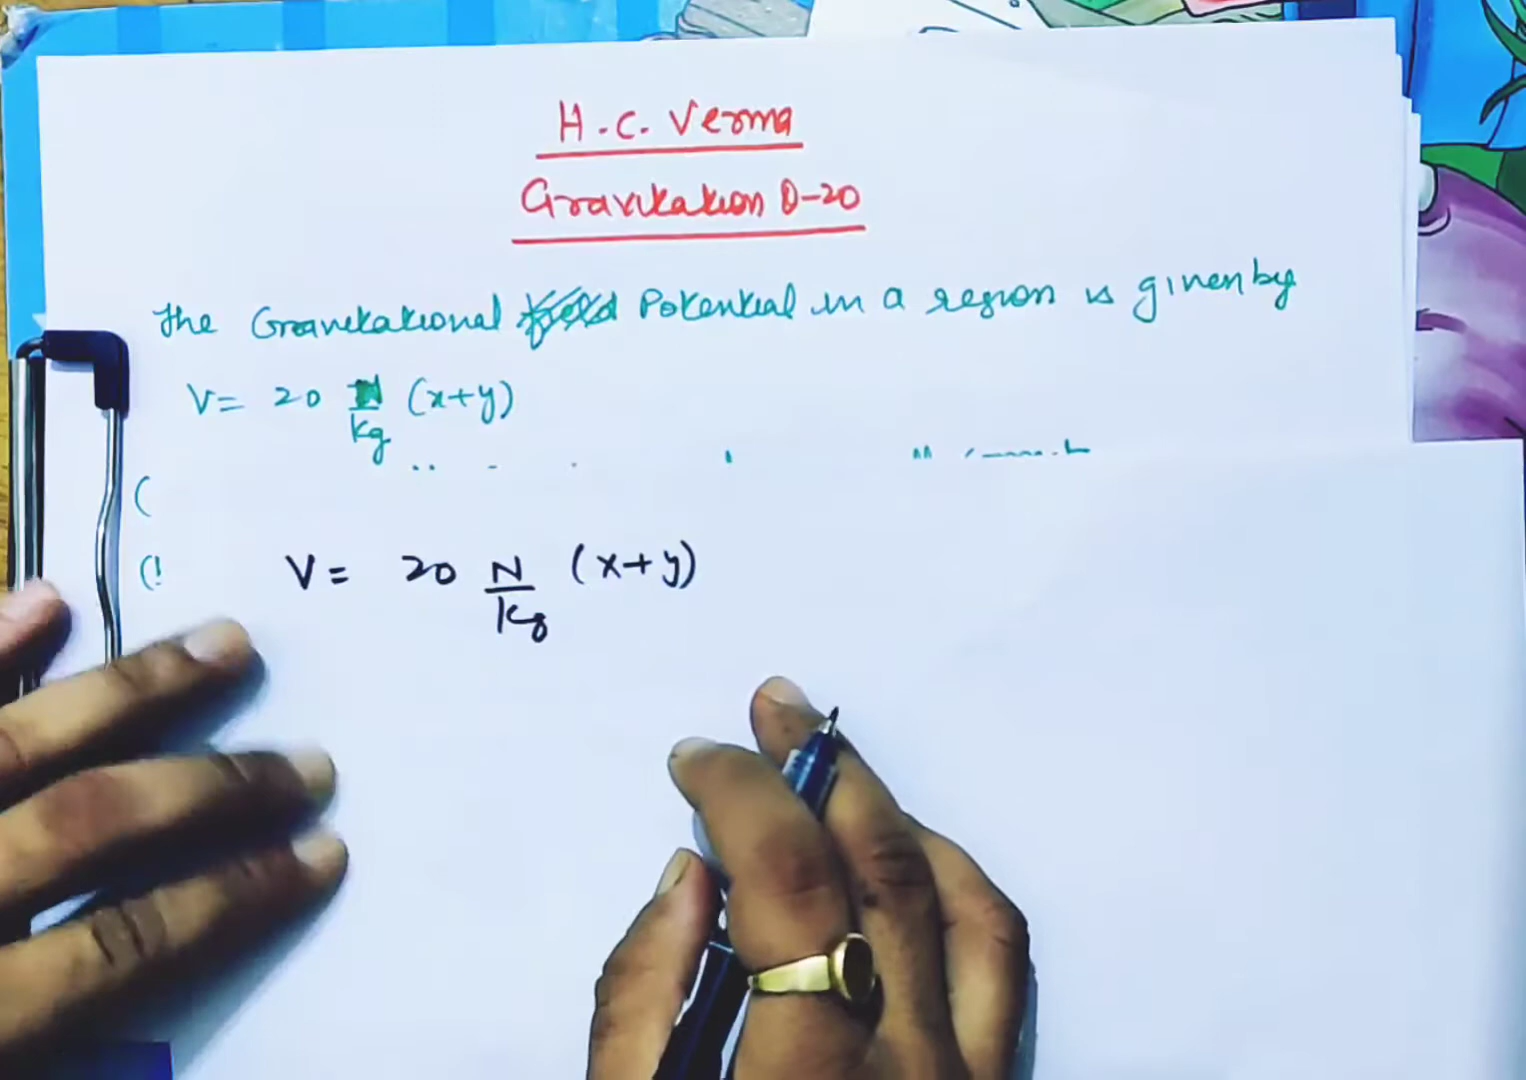 H.C. Verma
Gravitation Q-20
The Gravitational Potential in a region is given by
V= 20 N/kg (x+y)
(
(
V= 20 N/kg (x+y)